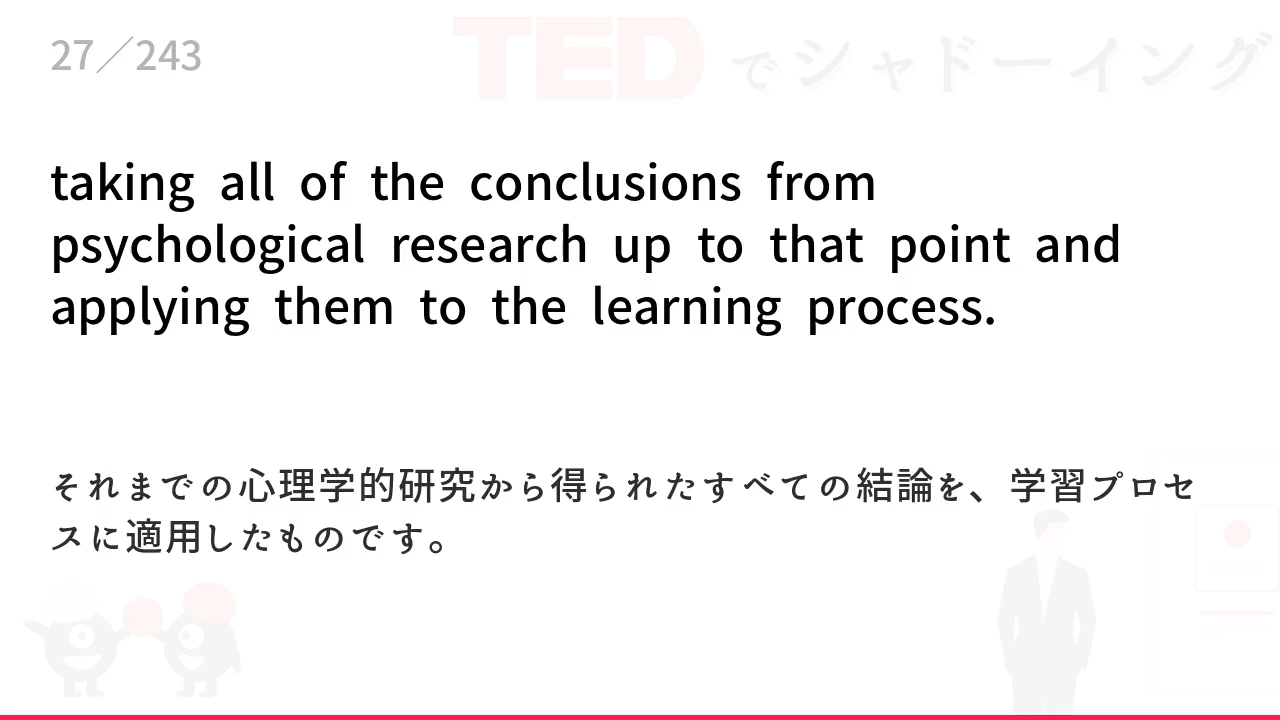 27／243
TEDでシャドーイング
taking all of the conclusions from
psychological research up to that point and
applying them to the learning process.
それまでの心理学的研究から得られたすべての結論を、学習プロセ
スに適用したものです。